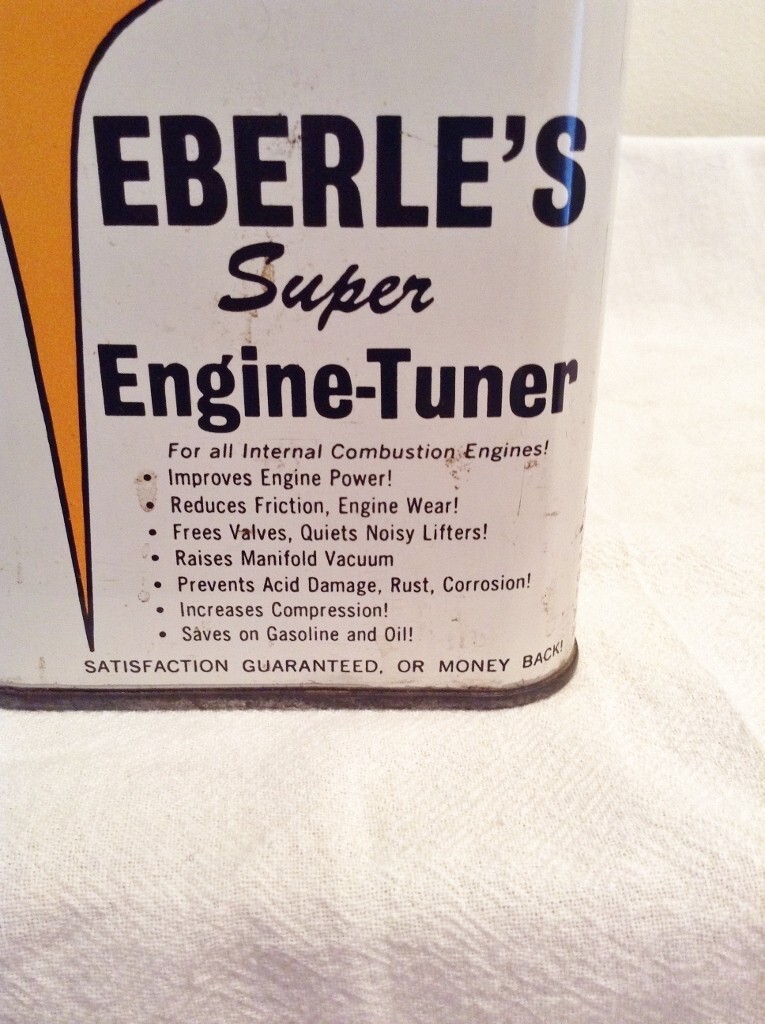 EBERLE'S
Super
Engine-Tuner
For all Internal Combustion Engines!
• Improves Engine Power!
• Reduces Friction, Engine Wear!
• Frees Valves, Quiets Noisy Lifters!
• Raises Manifold Vacuum
• Prevents Acid Damage, Rust, Corrosion!
• Increases Compression!
• Saves on Gasoline and Oil!
SATISFACTION GUARANTEED, OR MONEY BACK!